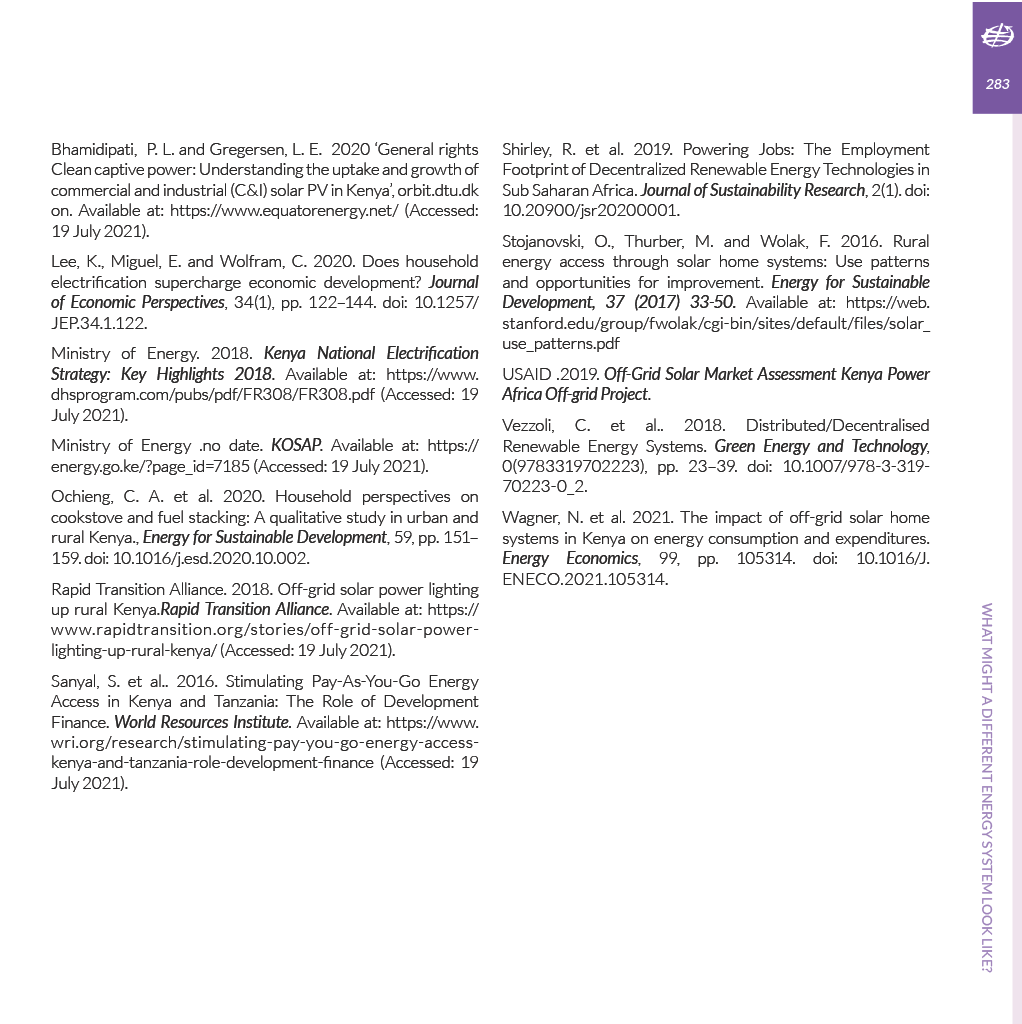 283
Bhamidipati, P. L. and Gregersen, L. E. 2020 ‘General rights
Clean captive power: Understanding the uptake and growth of
commercial and industrial (C&I) solar PV in Kenya’, orbit.dtu.dk
on. Available at: https://www.equatorenergy.net/ (Accessed:
19 July 2021).
Lee, K., Miguel, E. and Wolfram, C. 2020. Does household
electrification supercharge economic development? Journal
of Economic Perspectives, 34(1), pp. 122–144. doi: 10.1257/
JEP.34.1.122.
Ministry of Energy. 2018. Kenya National Electrification
Strategy: Key Highlights 2018. Available at: https://www.
dhsprogram.com/pubs/pdf/FR308/FR308.pdf (Accessed: 19
July 2021).
Ministry of Energy .no date. KOSAP. Available at: https://
energy.go.ke/?page_id=7185 (Accessed: 19 July 2021).
Ochieng, C. A. et al. 2020. Household perspectives on
cookstove and fuel stacking: A qualitative study in urban and
rural Kenya., Energy for Sustainable Development, 59, pp. 151–
159. doi: 10.1016/j.esd.2020.10.002.
Rapid Transition Alliance. 2018. Off-grid solar power lighting
up rural Kenya.Rapid Transition Alliance. Available at: https://
www.rapidtransition.org/stories/off-grid-solar-power-
lighting-up-rural-kenya/ (Accessed: 19 July 2021).
Sanyal, S. et al.. 2016. Stimulating Pay-As-You-Go Energy
Access in Kenya and Tanzania: The Role of Development
Finance. World Resources Institute. Available at: https://www.
wri.org/research/stimulating-pay-you-go-energy-access-
kenya-and-tanzania-role-development-finance (Accessed: 19
July 2021).
Shirley, R. et al. 2019. Powering Jobs: The Employment
Footprint of Decentralized Renewable Energy Technologies in
Sub Saharan Africa. Journal of Sustainability Research, 2(1). doi:
10.20900/jsr20200001.
Stojanovski, O., Thurber, M. and Wolak, F. 2016. Rural
energy access through solar home systems: Use patterns
and opportunities for improvement. Energy for Sustainable
Development, 37 (2017) 33-50. Available at: https://web.
stanford.edu/group/fwolak/cgi-bin/sites/default/files/solar_
use_patterns.pdf
USAID .2019. Off-Grid Solar Market Assessment Kenya Power
Africa Off-grid Project.
Vezzoli, C. et al.. 2018. Distributed/Decentralised
Renewable Energy Systems. Green Energy and Technology,
0(9783319702223), pp. 23–39. doi: 10.1007/978-3-319-
70223-0_2.
Wagner, N. et al. 2021. The impact of off-grid solar home
systems in Kenya on energy consumption and expenditures.
Energy Economics, 99, pp. 105314. doi: 10.1016/J.
ENECO.2021.105314.
WHAT MIGHT A DIFFERENT ENERGY SYSTEM LOOK LIKE?